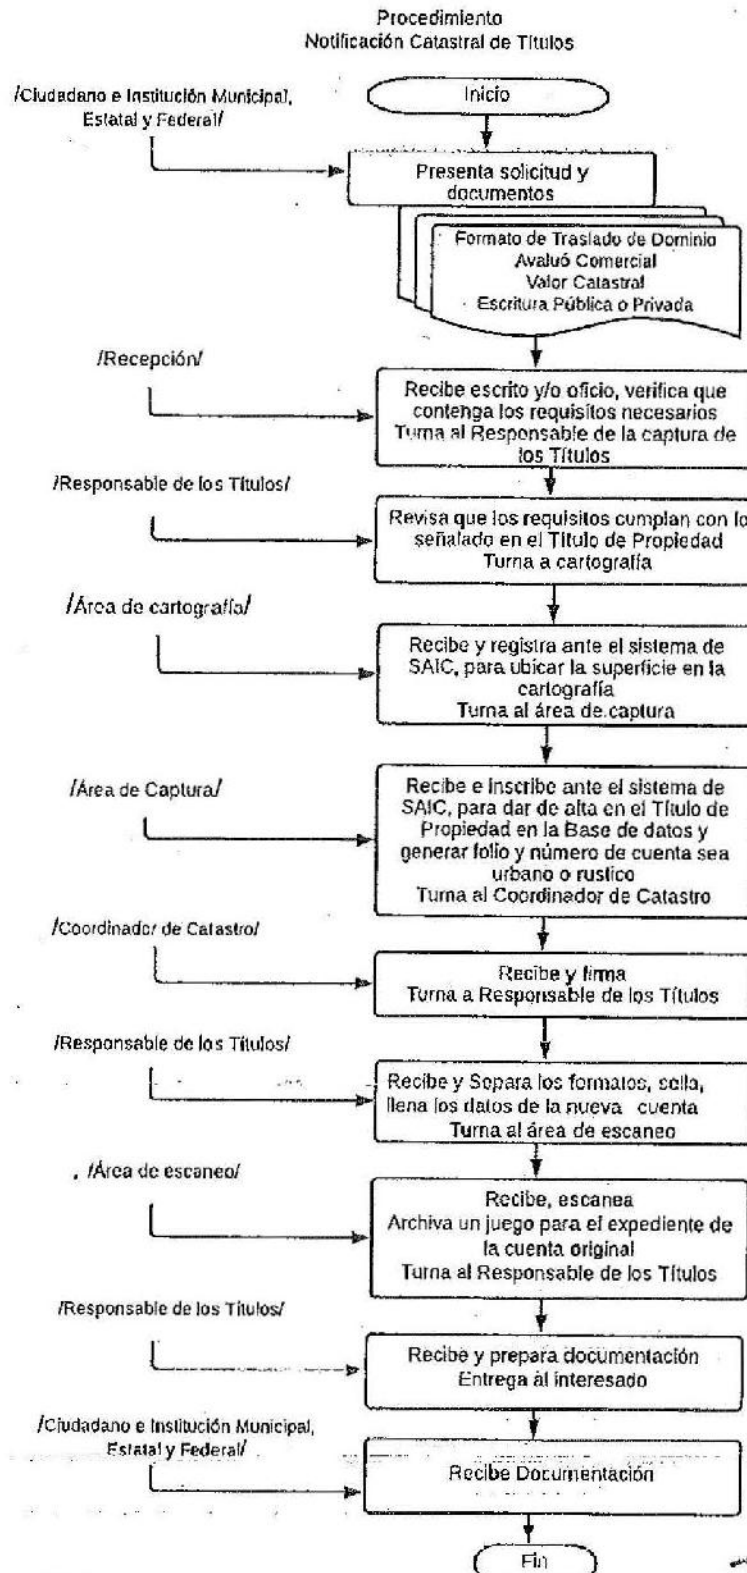 Procedimiento
Notificación Catastral de Títulos
/Ciudadano e Institución Municipal,
Estatal y Federal/
Inicio
Presenta solicitud y
documentos
Formato de Traslado de Dominio
Avaluó Comercial
Valor Catastral
Escritura Pública o Privada
/Recepción/
Recibe escrito y/o oficio, verifica que
contenga los requisitos necesarios
Turna al Responsable de la captura de
los Títulos
/Responsable de los Títulos/
Revisa que los requisitos cumplan con lo
señalado en el Título de Propiedad
Turna a cartografía
/Área de cartografía/
Recibe y registra ante el sistema de
SAIC, para ubicar la superficie en la
cartografía
Turna al área de captura
/Área de Captura/
Recibe e inscribe ante el sistema de
SAIC, para dar de alta en el Título de
Propiedad en la Base de datos y
generar folio y número de cuenta sea
urbano o rustico
Turna al Coordinador de Catastro
/Coordinador de Catastro/
Recibe y firma
Turna a Responsable de los Títulos
/Responsable de los Títulos/
Recibe y Separa los formatos, sella,
llena los datos de la nueva cuenta
Turna al área de escaneo
/Área de escaneo/
Recibe, escanea
Archiva un juego para el expediente de
la cuenta original
Turna al Responsable de los Títulos
/Responsable de los Títulos/
Recibe y prepara documentación
Entrega al interesado
/Ciudadano e Institución Municipal,
Estatal y Federal/
Recibe Documentación
Fin